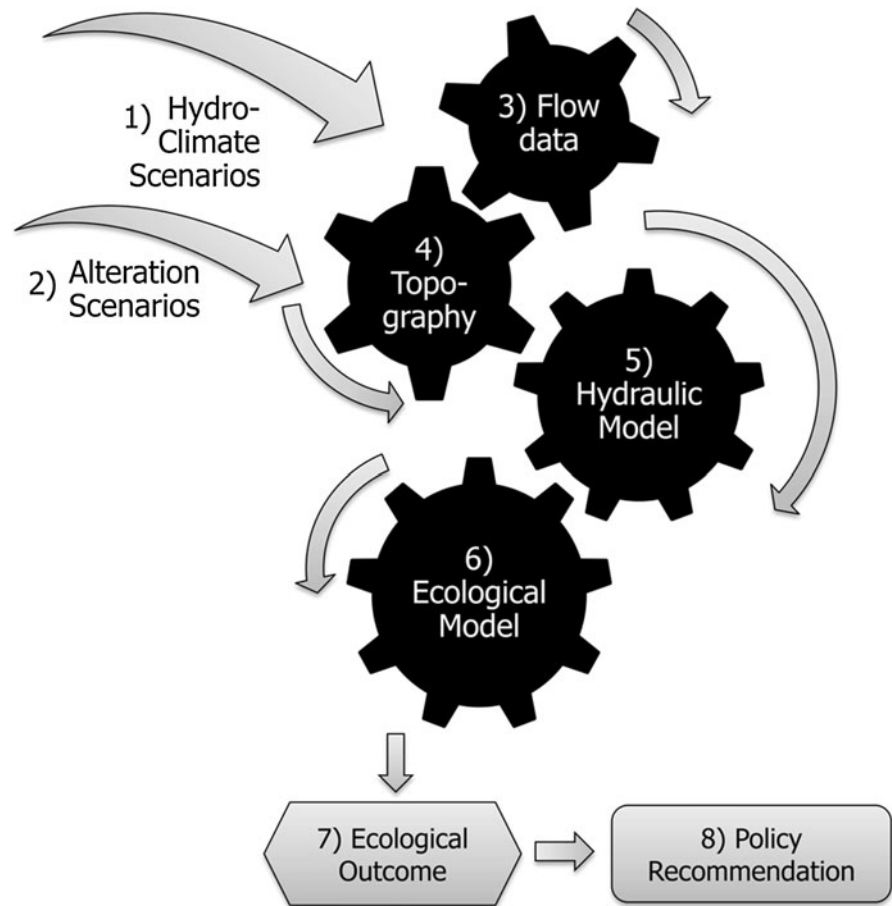 1) Hydro-
Climate
Scenarios
2) Alteration
Scenarios
3) Flow
data
4)
Topo-
graphy
5)
Hydraulic
Model
6)
Ecological
Model
7) Ecological
Outcome
8) Policy
Recommendation